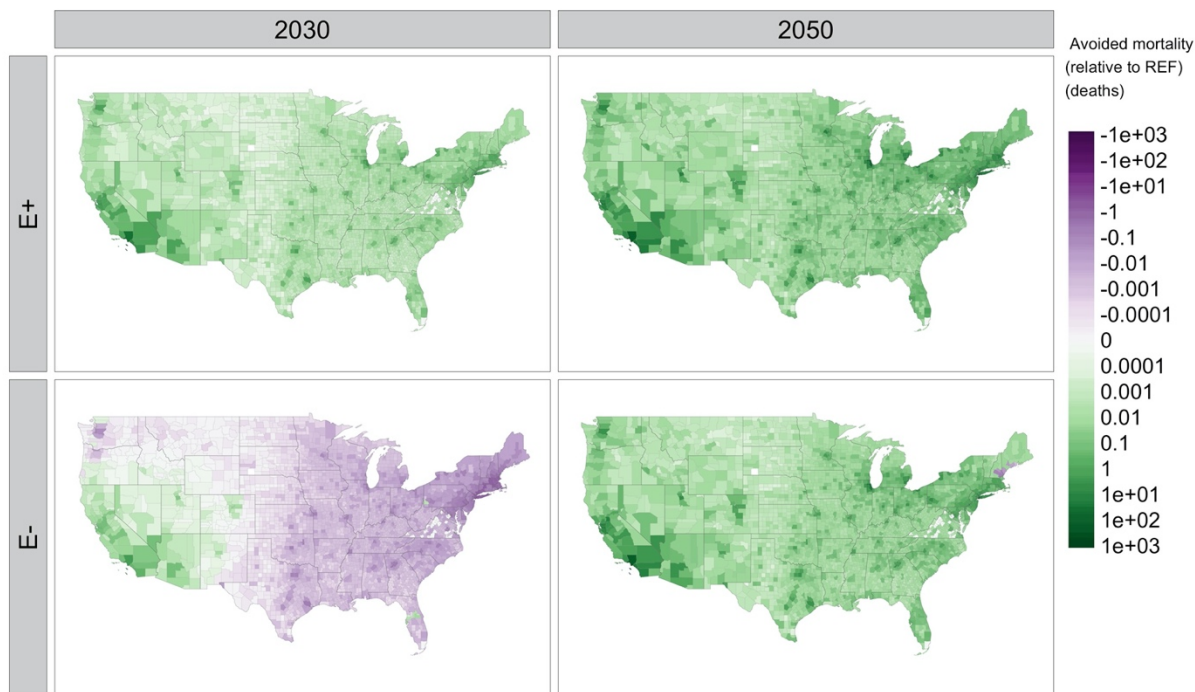 2030
2050
Avoided mortality
(relative to REF)
(deaths)
E+
-1e+03
-1e+02
-1e+01
-1
-0.1
-0.01
-0.001
-0.0001
0
0.0001
0.001
0.01
0.1
1
1e+01
1e+02
1e+03
E-